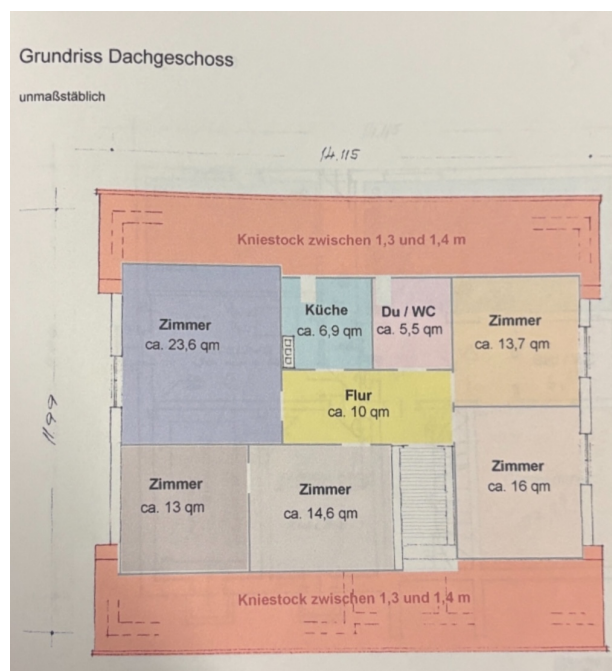 Grundriss Dachgeschoss
unmaßstäblich
14.115
Kniestock zwischen 1,3 und 1,4 m
Zimmer
ca. 23,6 qm
Küche
ca. 6,9 qm
Du / WC
ca. 5,5 qm
Zimmer
ca. 13,7 qm
Flur
ca. 10 qm
11.99
Zimmer
ca. 13 qm
Zimmer
ca. 14,6 qm
Zimmer
ca. 16 qm
Kniestock zwischen 1,3 und 1,4 m